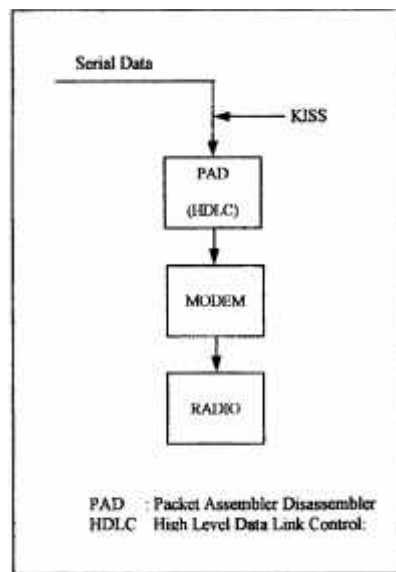 Serial Data
KISS
PAD
(HDLC)
MODEM
RADIO
PAD : Packet Assembler Disassembler
HDLC High Level Data Link Control: